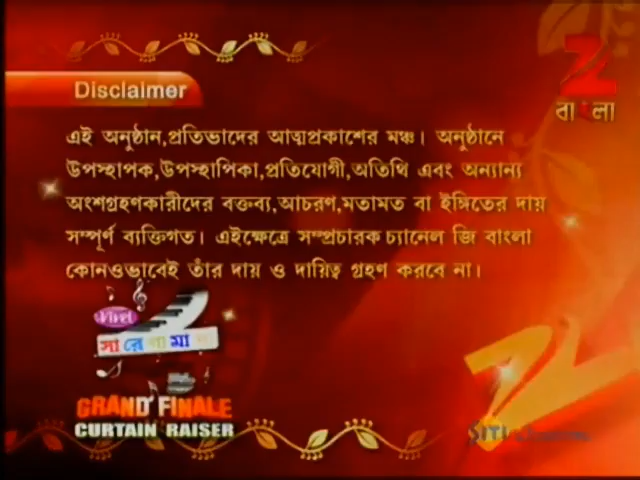 Disclaimer
বাংলা
এই অনুষ্ঠান,প্রতিভাদের আত্মপ্রকাশের মঞ্চ। অনুষ্ঠানে
উপস্থাপক,উপস্থাপিকা,প্রতিযোগী,অতিথি এবং অন্যান্য
অংশগ্রহণকারীদের বক্তব্য,আচরণ,মতামত বা ইঙ্গিতের দায়
সম্পূর্ণ ব্যক্তিগত। এইক্ষেত্রে সম্প্রচারক চ্যানেল জি বাংলা
কোনওভাবেই তাঁর দায় ও দায়িত্ব গ্রহণ করবে না।
সা রে গা মা পা
GRAND FINALE
CURTAIN RAISER
SITI